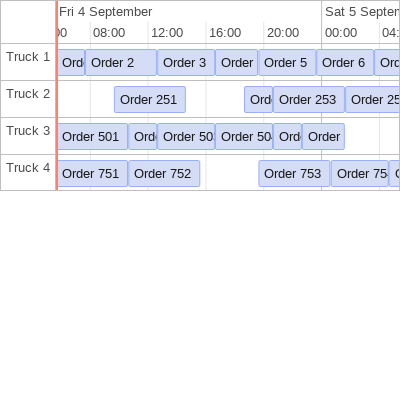 Fri 4 September Sat 5 Septem
00 08:00 12:00 16:00 20:00 00:00 04:
Truck 1 Ord Order 2 Order 3 Order Order 5 Order 6 Ord
Truck 2 Order 251 Ord Order 253 Order 25
Truck 3 Order 501 Orde Order 50 Order 50 Ord Order
Truck 4 Order 751 Order 752 Order 753 Order 75